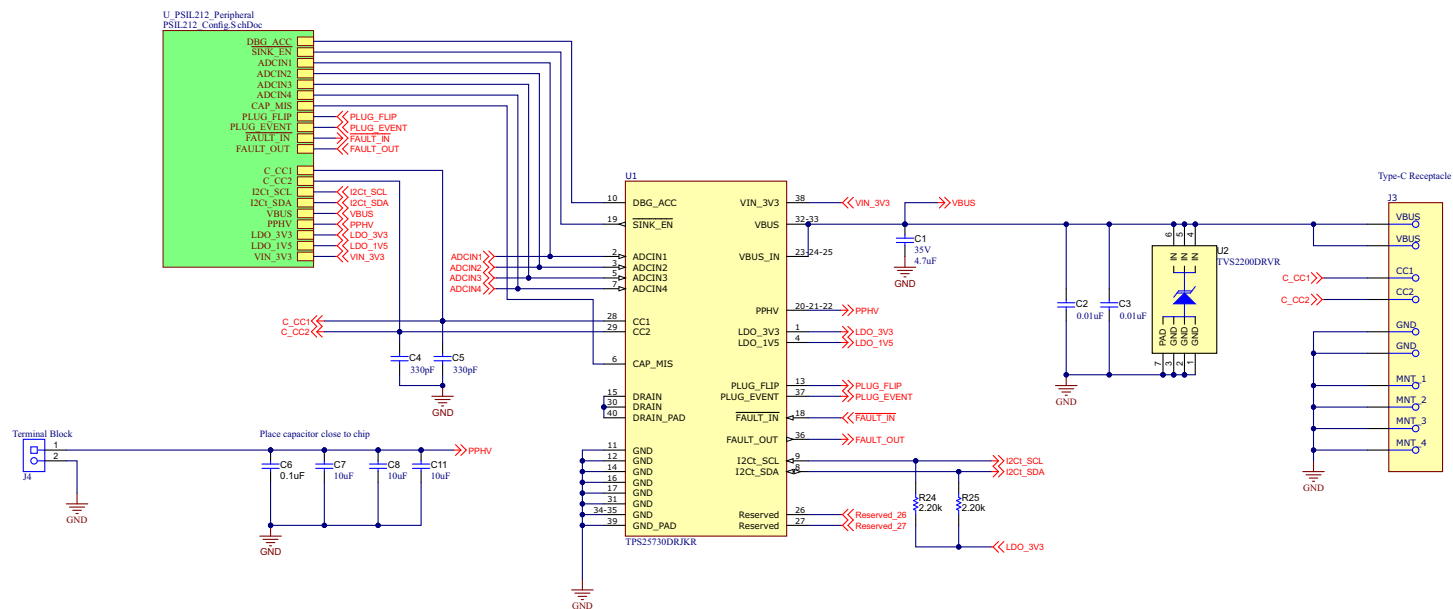 U_PSIL212_Peripheral
PSIL212_Config.SchDoc
DBG_ACC
SINK_EN
ADCIN1
ADCIN2
ADCIN3
ADCIN4
CAP_MIS
PLUG_FLIP PLUG_FLIP
PLUG_EVENT PLUG_EVENT
FAULT_IN FAULT_IN
FAULT_OUT FAULT_OUT
C_CC1
C_CC2
I2Ct_SCL I2Ct_SCL
I2Ct_SDA I2Ct_SDA
VBUS VBUS
PPHV PPHV
LDO_3V3 LDO_3V3
LDO_1V5 LDO_1V5
VIN_3V3 VIN_3V3
ADCIN1
ADCIN2
ADCIN3
ADCIN4
C_CC1
C_CC2
C4
330pF
C5
330pF
GND
U1
10 DBG_ACC
19 SINK_EN
2 ADCIN1
3 ADCIN2
5 ADCIN3
7 ADCIN4
28 CC1
29 CC2
6 CAP_MIS
15 DRAIN
30 DRAIN
40 DRAIN_PAD
11 GND
12 GND
14 GND
16 GND
17 GND
31 GND
34-35 GND
39 GND_PAD
TPS25730DRJKR
GND
VIN_3V3 38 VIN_3V3
VBUS 32-33
VBUS_IN 23-24-25
PPHV 20-21-22 PPHV
LDO_3V3 1 LDO_3V3
LDO_1V5 4 LDO_1V5
PLUG_FLIP 13 PLUG_FLIP
PLUG_EVENT 37 PLUG_EVENT
FAULT_IN 18 FAULT_IN
FAULT_OUT 36 FAULT_OUT
I2Ct_SCL 9 I2Ct_SCL
I2Ct_SDA 8 I2Ct_SDA
Reserved 26 Reserved_26
Reserved 27 Reserved_27
R24
2.20k
R25
2.20k
LDO_3V3
VBUS
C1
35V
4.7uF
GND
C2
0.01uF
C3
0.01uF
GND
U2
TVS2200DRVR
6 5 4
IN IN IN
PAD GND GND GND
7 3 2 1
Type-C Receptacle
J3
VBUS
VBUS
C_CC1 CC1
C_CC2 CC2
GND
GND
MNT_1
MNT_2
MNT_3
MNT_4
GND
Terminal Block
1
2
J4
GND
Place capacitor close to chip
PPHV
C6
0.1uF
C7
10uF
C8
10uF
C11
10uF
GND